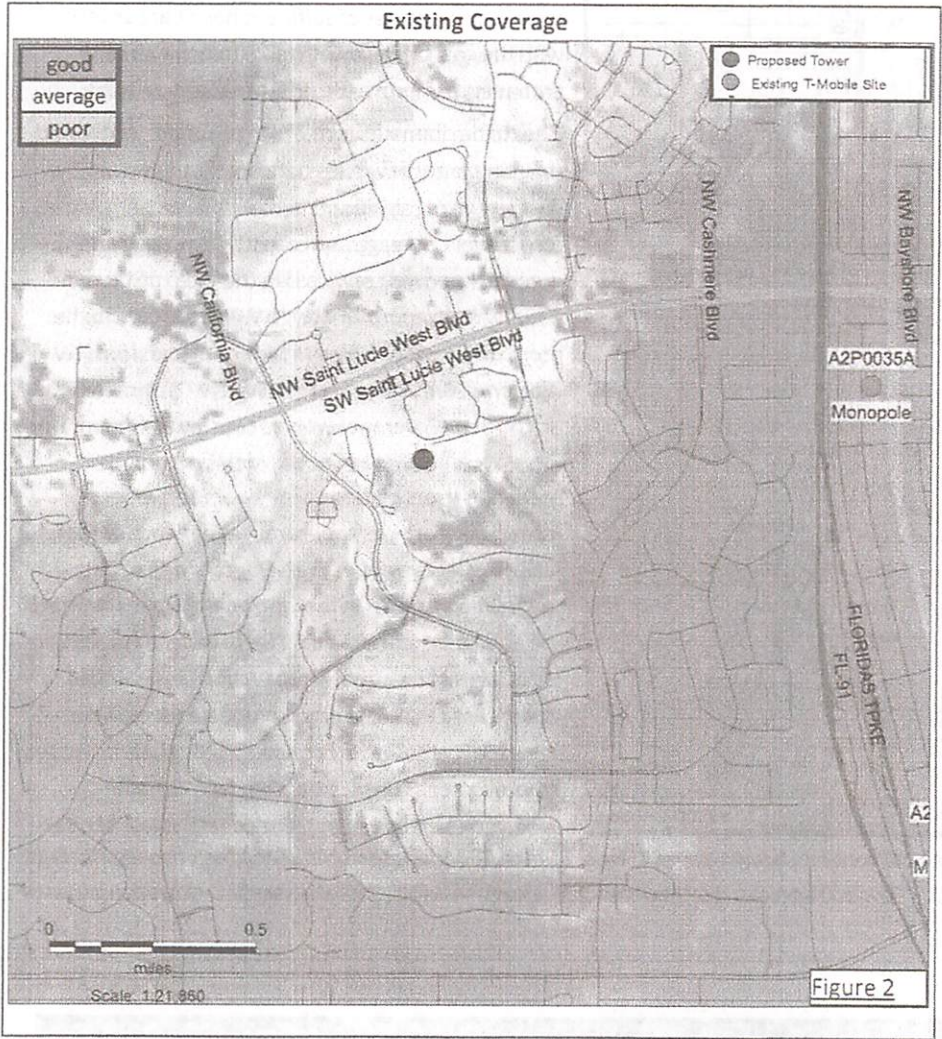 Existing Coverage
good
average
poor
Proposed Tower
Existing T-Mobile Site
NW California Blvd
NW Saint Lucie West Blvd
SW Saint Lucie West Blvd
NW Cashmere Blvd
NW Bayshore Blvd
A2P0035A
Monopole
FLORIDAS TPKE
FL-91
A2
M
0 0.5
miles
Scale: 1:21,860
Figure 2